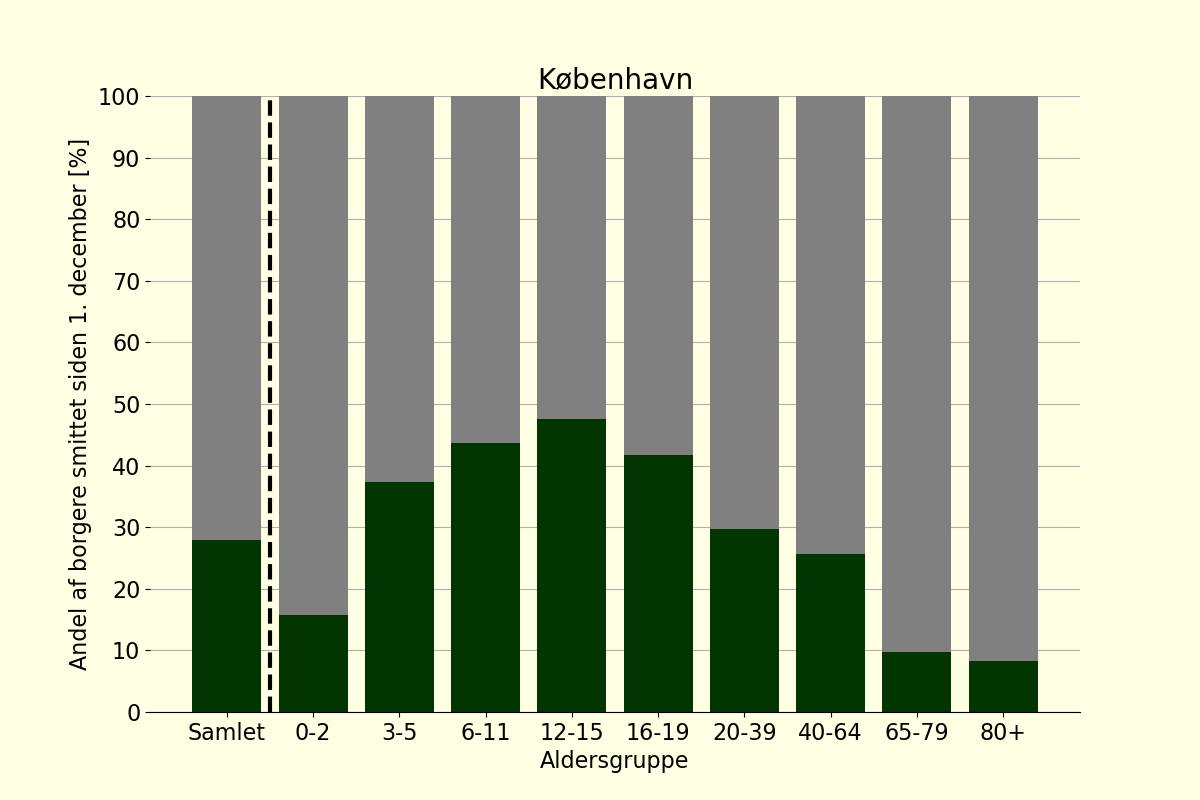 København
Andel af borgere smittet siden 1. december [%]
100
90
80
70
60
50
40
30
20
10
0
Samlet 0-2 3-5 6-11 12-15 16-19 20-39 40-64 65-79 80+
Aldersgruppe